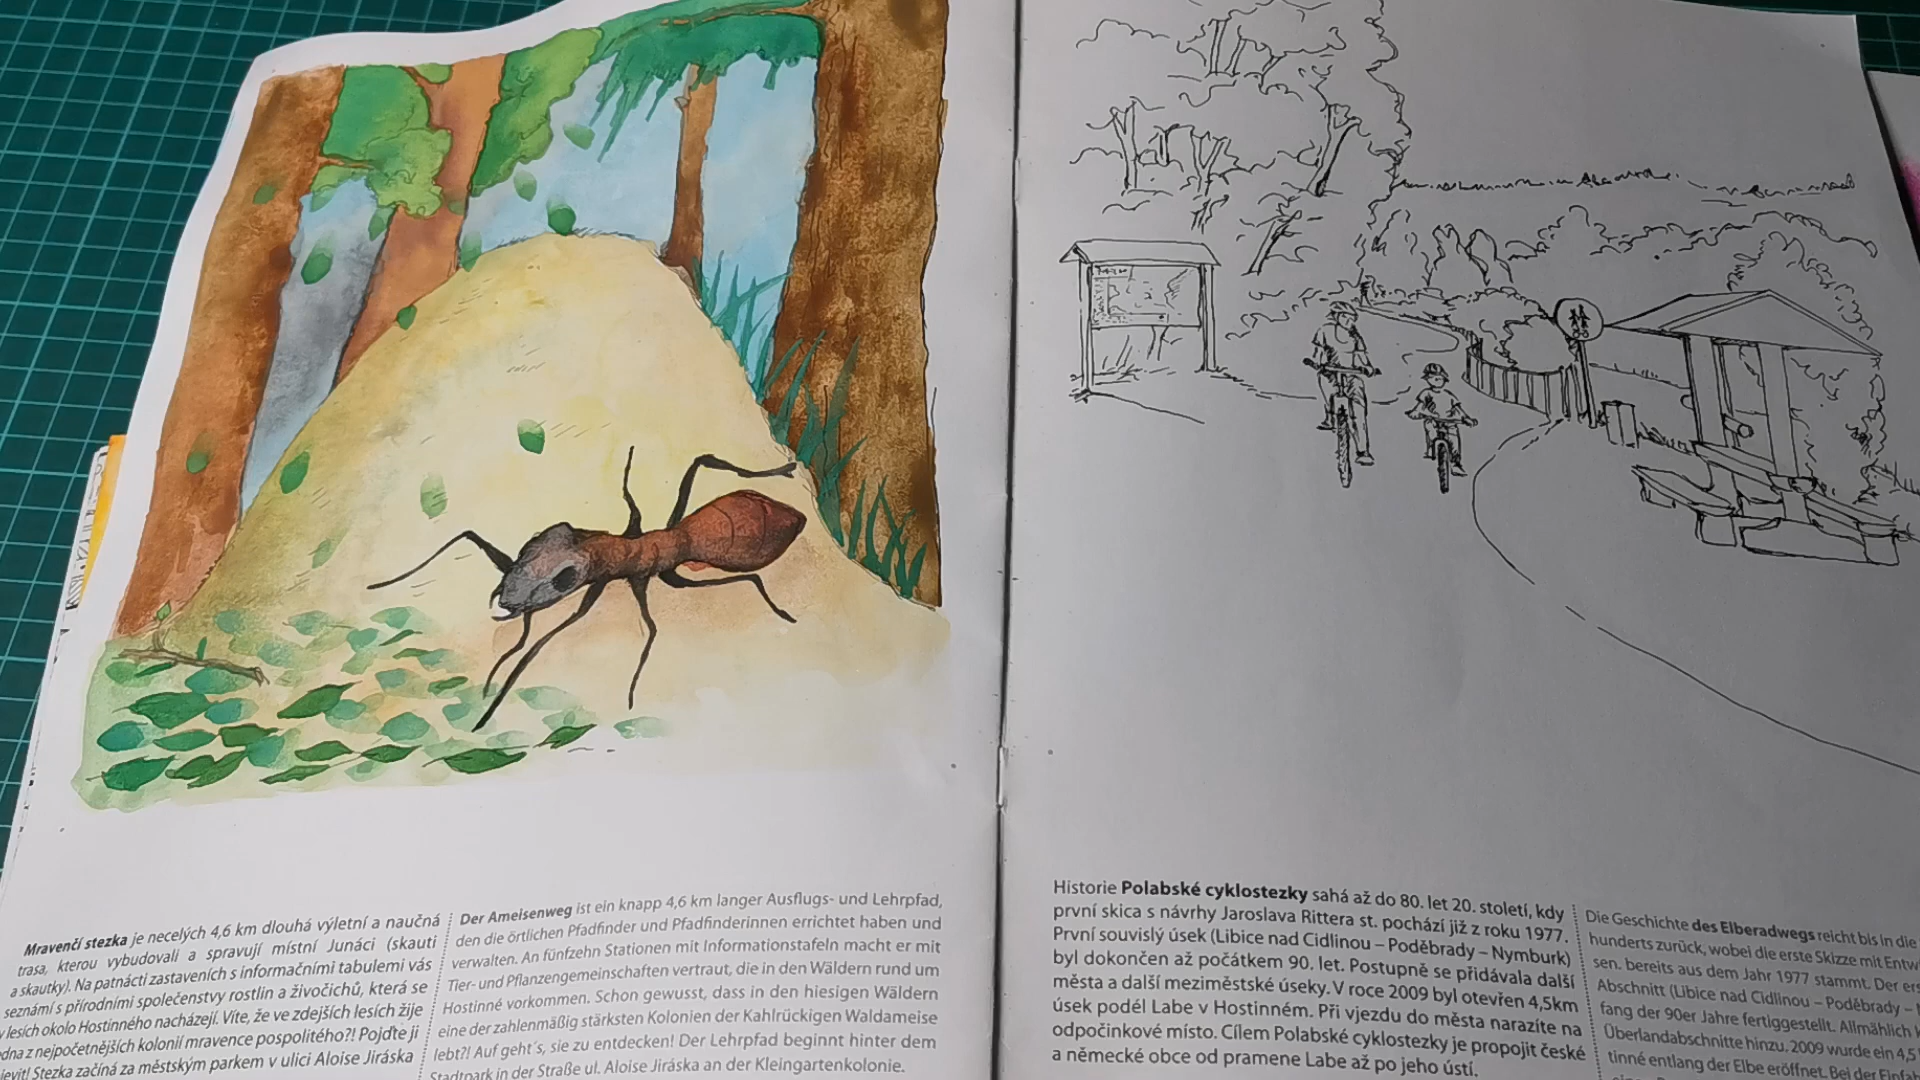 Mravenčí stezka je necelých 4,6 km dlouhá výletní a naučná
trasa, kterou vybudovali a spravují místní Junáci (skauti
a skautky). Na patnácti zastaveních s informačními tabulemi vás
seznámí s přírodními společenstvy rostlin a živočichů, která se
v lesích okolo Hostinného nacházejí. Víte, že ve zdejších lesích žije
z nejpočetnějších kolonií mravence pospolitého?! Pojďte ji
Stezka začíná za městským parkem v ulici Aloise Jiráska
Der Ameisenweg ist ein knapp 4,6 km langer Ausflugs- und Lehrpfad,
den die örtlichen Pfadfinder und Pfadfinderinnen errichtet haben und
verwalten. An fünfzehn Stationen mit Informationstafeln macht er mit
Tier- und Pflanzengemeinschaften vertraut, die in den Wäldern rund um
Hostinné vorkommen. Schon gewusst, dass in den hiesigen Wäldern
eine der zahlenmäßig stärksten Kolonien der Kahlrückigen Waldameise
lebt?! Auf geht´s, sie zu entdecken! Der Lehrpfad beginnt hinter dem
Stadtpark in der Straße ul. Aloise Jiráska an der Kleingartenkolonie.
Historie Polabské cyklostezky sahá až do 80. let 20. století, kdy
první skica s návrhy Jaroslava Rittera st. pochází již z roku 1977.
První souvislý úsek (Libice nad Cidlinou – Poděbrady – Nymburk)
byl dokončen až počátkem 90. let. Postupně se přidávala další
města a další meziměstské úseky. V roce 2009 byl otevřen 4,5km
úsek podél Labe v Hostinném. Při vjezdu do města narazíte na
odpočinkové místo. Cílem Polabské cyklostezky je propojit české
a německé obce od pramene Labe až po jeho ústí.
Die Geschichte des Elberadwegs reicht bis in die
hunderts zurück, wobei die erste Skizze mit
sen. bereits aus dem Jahr 1977 stammt. Der
Abschnitt (Libice nad Cidlinou – Poděbrady –
fang der 90er Jahre fertiggestellt. Allmählich
Überlandabschnitte hinzu. 2009 wurde ein 4,5
tinné entlang der Elbe eröffnet. Bei der